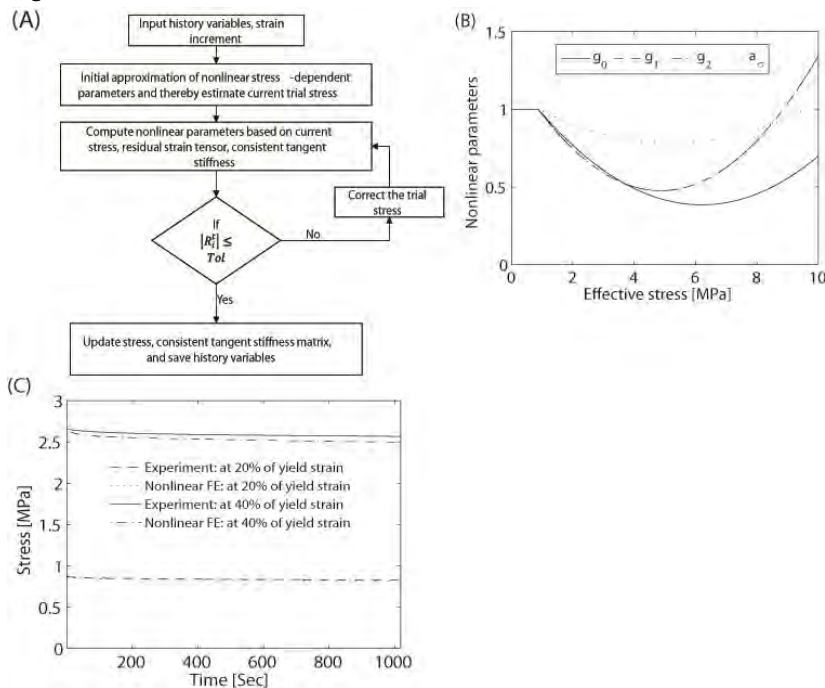 (A)
Input history variables, strain
increment
Initial approximation of nonlinear stress -dependent
parameters and thereby estimate current trial stress
Compute nonlinear parameters based on current
stress, residual strain tensor, consistent tangent
stiffness
Correct the trial
stress
If
|R_i^t| ≤
Tol
No
Yes
Update stress, consistent tangent stiffness matrix,
and save history variables
(B)
Nonlinear parameters
1.5
1
0.5
0
g₀ g₁ g₂ a_σ
0 2 4 6 8 10
Effective stress [MPa]
(C)
Stress [MPa]
3
2.5
2
1.5
1
0.5
0
Experiment: at 20% of yield strain
Nonlinear FE: at 20% of yield strain
Experiment: at 40% of yield strain
Nonlinear FE: at 40% of yield strain
200 400 600 800 1000
Time [Sec]